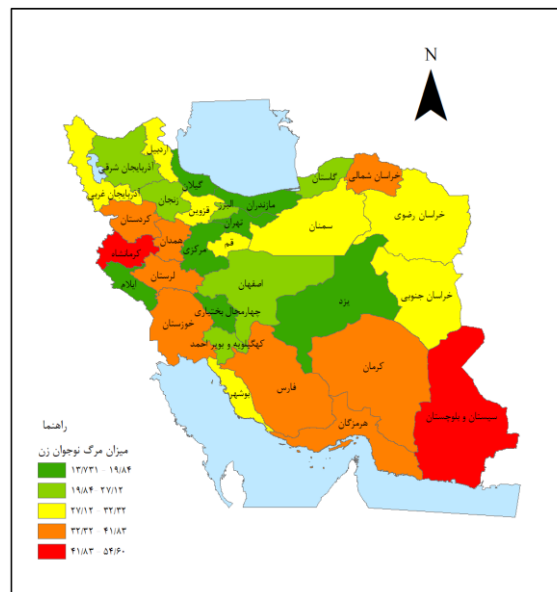 N
اردبیل
آذربایجان شرقی
آذربایجان غربی
گیلان
زنجان
قزوین
البرز
مازندران
تهران
گلستان
خراسان شمالی
خراسان رضوی
سمنان
کردستان
همدان
مرکزی
قم
کرمانشاه
لرستان
ایلام
اصفهان
یزد
خراسان جنوبی
چهارمحال بختیاری
خوزستان
کهگیلویه و بویر احمد
کرمان
فارس
بوشهر
هرمزگان
سیستان و بلوچستان
راهنما
میزان مرگ نوجوان زن
۱۳/۷۳۱ - ۱۹/۸۴
۱۹/۸۴ - ۲۷/۱۲
۲۷/۱۲ - ۳۲/۳۲
۳۲/۳۲ - ۴۱/۸۳
۴۱/۸۳ - ۵۴/۶۰